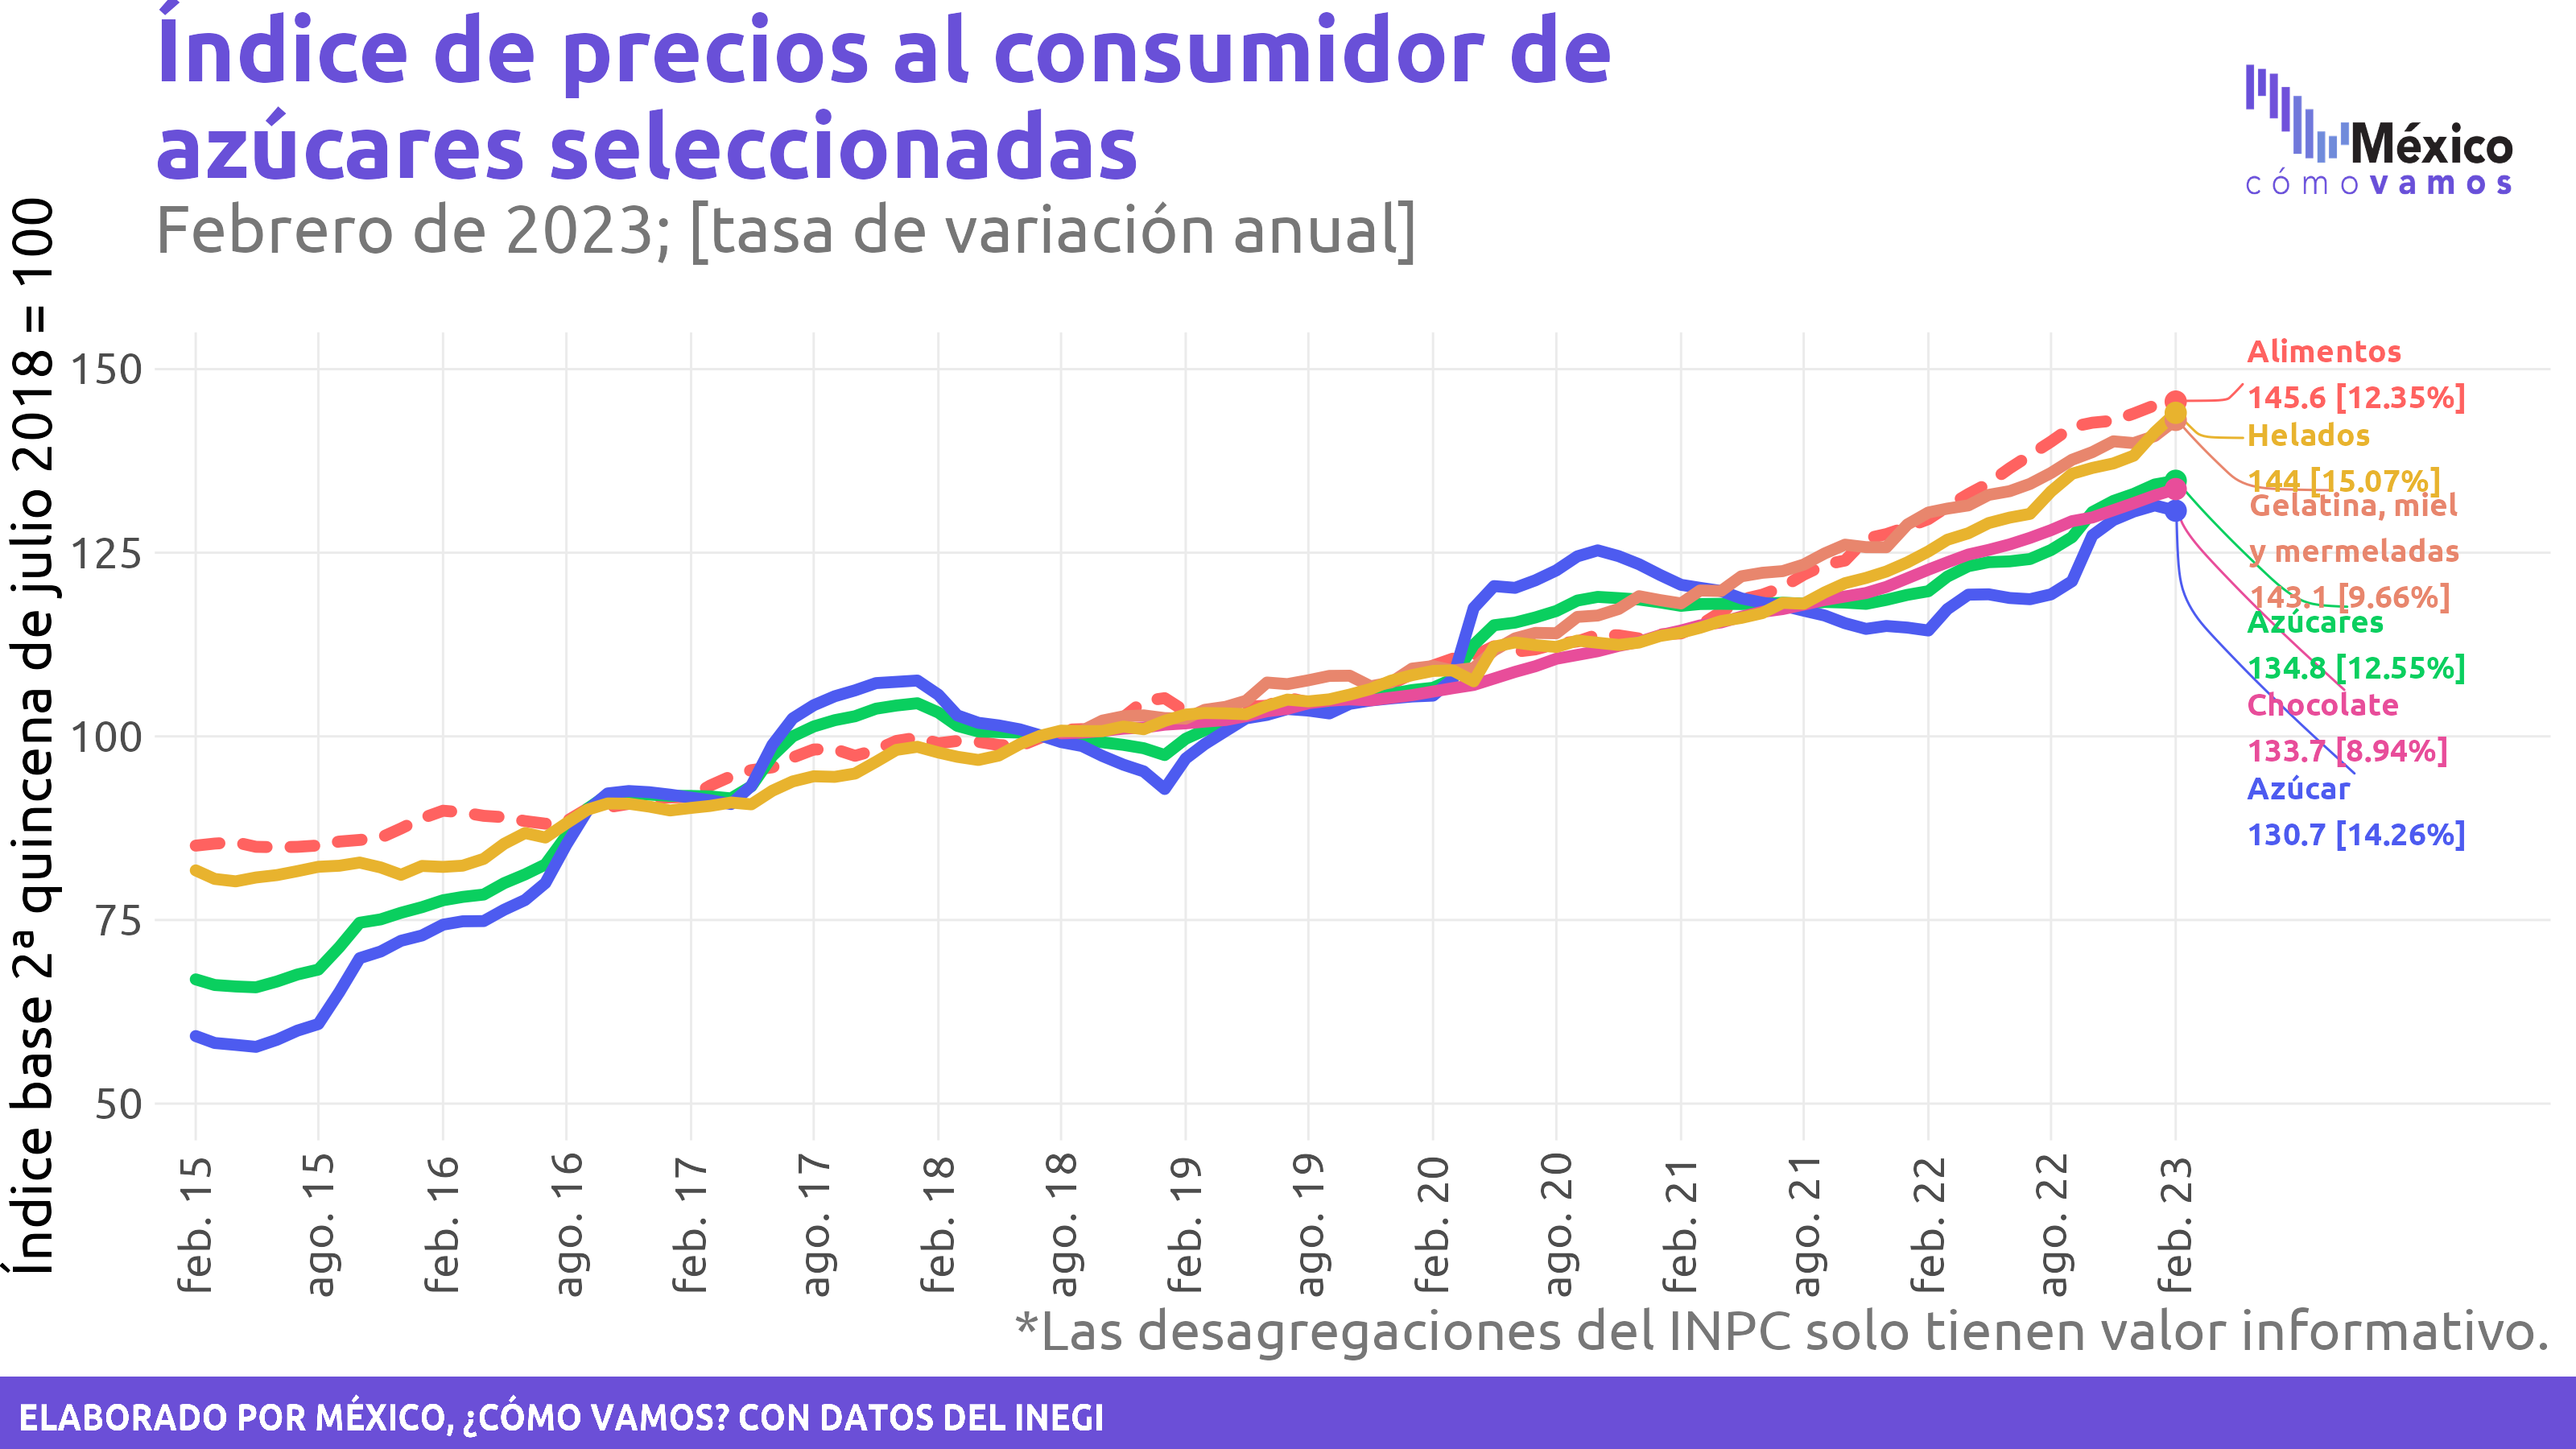 Índice de precios al consumidor de
azúcares seleccionadas
Febrero de 2023; [tasa de variación anual]
México
cómovamos
Índice base 2ª quincena de julio 2018 = 100
150
125
100
75
50
Alimentos
145.6 [12.35%]
Helados
144 [15.07%]
Gelatina, miel
y mermeladas
143.1 [9.66%]
Azúcares
134.8 [12.55%]
Chocolate
133.7 [8.94%]
Azúcar
130.7 [14.26%]
feb. 15
ago. 15
feb. 16
ago. 16
feb. 17
ago. 17
feb. 18
ago. 18
feb. 19
ago. 19
feb. 20
ago. 20
feb. 21
ago. 21
feb. 22
ago. 22
feb. 23
*Las desagregaciones del INPC solo tienen valor informativo.
ELABORADO POR MÉXICO, ¿CÓMO VAMOS? CON DATOS DEL INEGI